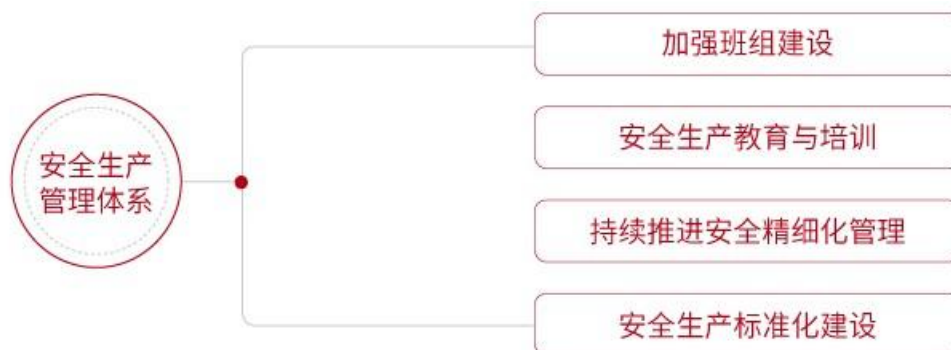 安全生产
管理体系
加强班组建设
安全生产教育与培训
持续推进安全精细化管理
安全生产标准化建设